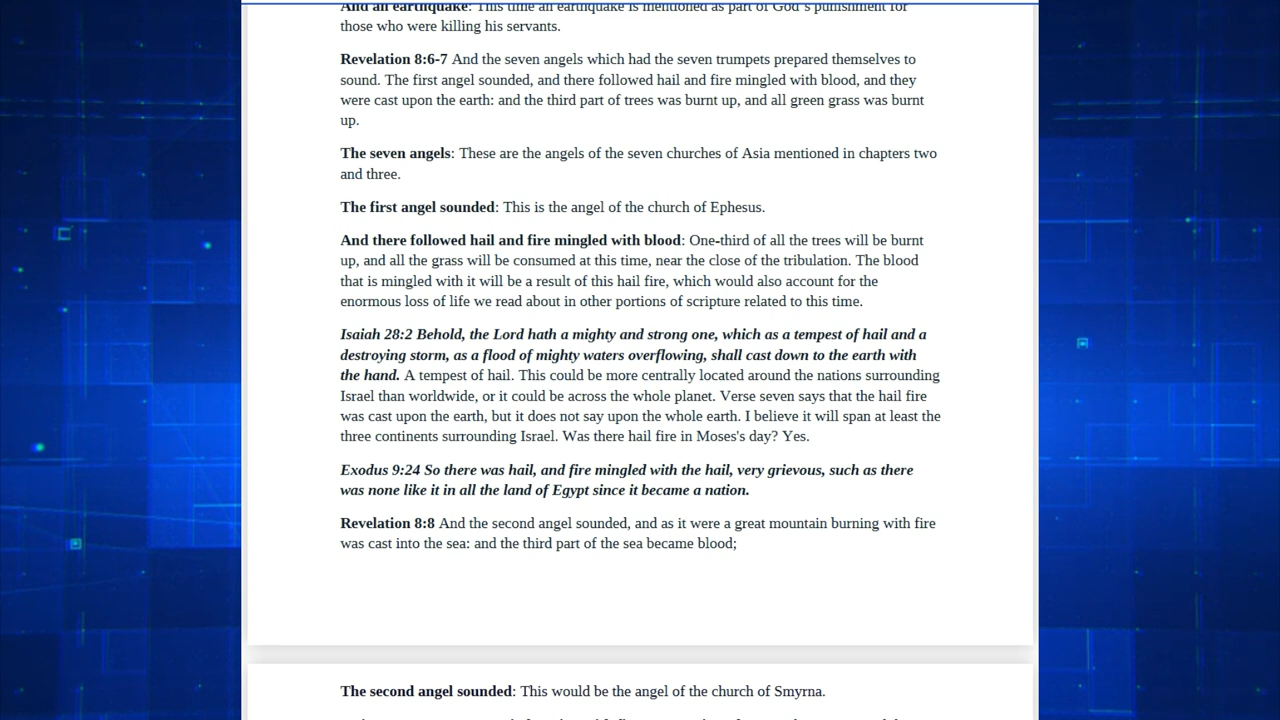 And an earthquake: This time an earthquake is mentioned as part of God's punishment for
those who were killing his servants.
Revelation 8:6-7 And the seven angels which had the seven trumpets prepared themselves to
sound. The first angel sounded, and there followed hail and fire mingled with blood, and they
were cast upon the earth: and the third part of trees was burnt up, and all green grass was burnt
up.
The seven angels: These are the angels of the seven churches of Asia mentioned in chapters two
and three.
The first angel sounded: This is the angel of the church of Ephesus.
And there followed hail and fire mingled with blood: One-third of all the trees will be burnt
up, and all the grass will be consumed at this time, near the close of the tribulation. The blood
that is mingled with it will be a result of this hail fire, which would also account for the
enormous loss of life we read about in other portions of scripture related to this time.
Isaiah 28:2 Behold, the Lord hath a mighty and strong one, which as a tempest of hail and a
destroying storm, as a flood of mighty waters overflowing, shall cast down to the earth with
the hand. A tempest of hail. This could be more centrally located around the nations surrounding
Israel than worldwide, or it could be across the whole planet. Verse seven says that the hail fire
was cast upon the earth, but it does not say upon the whole earth. I believe it will span at least the
three continents surrounding Israel. Was there hail fire in Moses's day? Yes.
Exodus 9:24 So there was hail, and fire mingled with the hail, very grievous, such as there
was none like it in all the land of Egypt since it became a nation.
Revelation 8:8 And the second angel sounded, and as it were a great mountain burning with fire
was cast into the sea: and the third part of the sea became blood;
The second angel sounded: This would be the angel of the church of Smyrna.